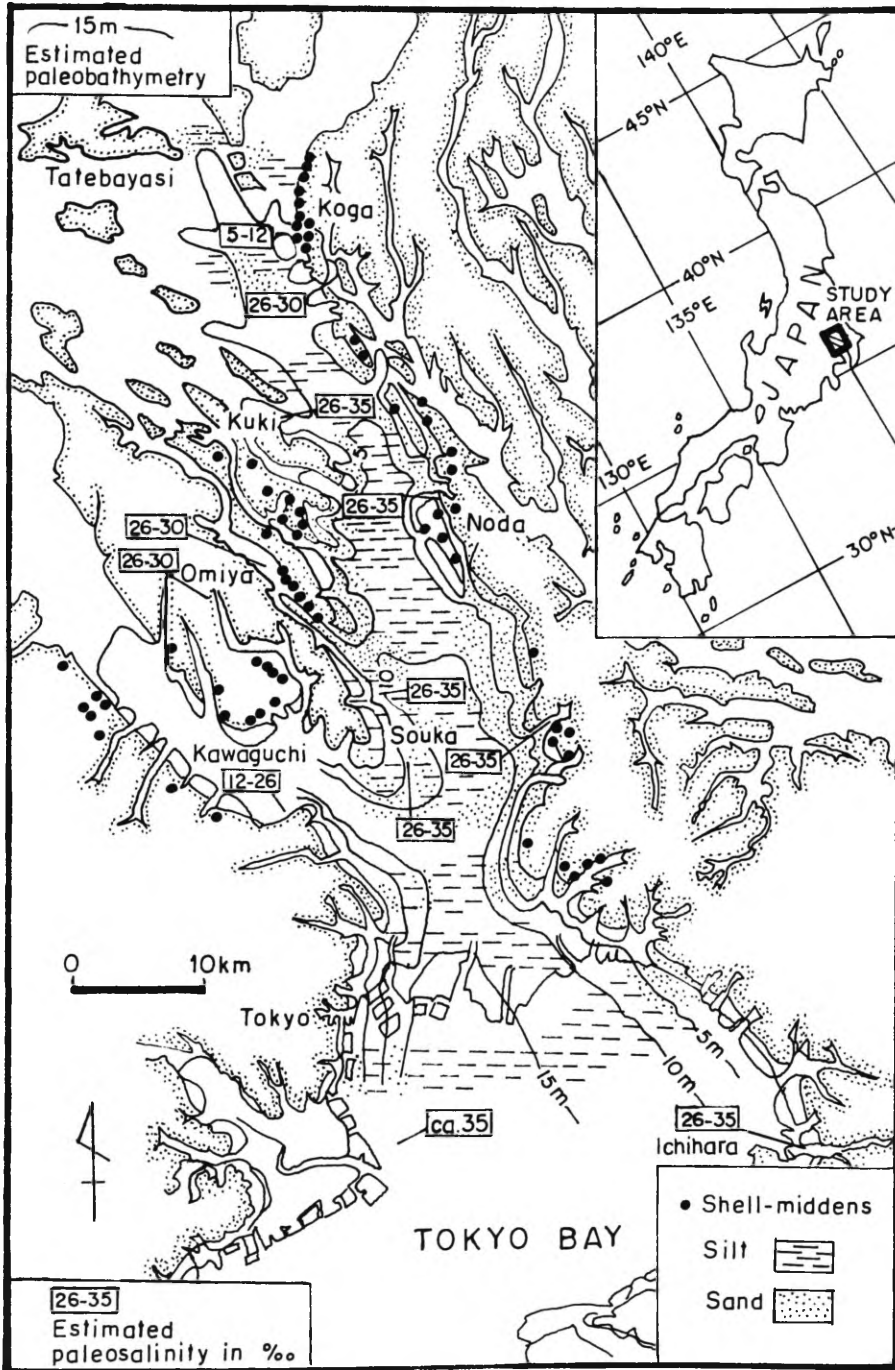 15m
Estimated
paleobathymetry
Tatebayasi
Koga
5-12
26-30
Kuki
26-35
5
26-35
Noda
26-30
26-30
Omiya
10
26-35
Souka
26-35
Kawaguchi
12-26
26-35
0 10km
Tokyo
15m
10m
5m
ca.35
26-35
Ichihara
TOKYO BAY
140°E
45°N
40°N
135°E
STUDY
AREA
JAPAN
130°E
30°N
Shell-middens
Silt
Sand
26-35
Estimated
paleosalinity in ‰